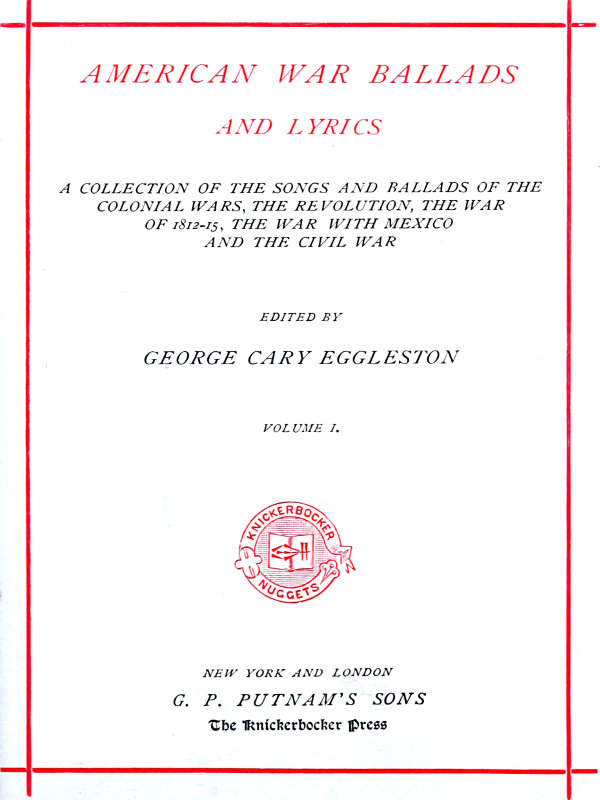 AMERICAN WAR BALLADS
AND LYRICS
A COLLECTION OF THE SONGS AND BALLADS OF THE
COLONIAL WARS, THE REVOLUTION, THE WAR
OF 1812-15, THE WAR WITH MEXICO
AND THE CIVIL WAR
EDITED BY
GEORGE CARY EGGLESTON
VOLUME I.
KNICKERBOCKER
NUGGETS
NEW YORK AND LONDON
G. P. PUTNAM'S SONS
The Knickerbocker Press